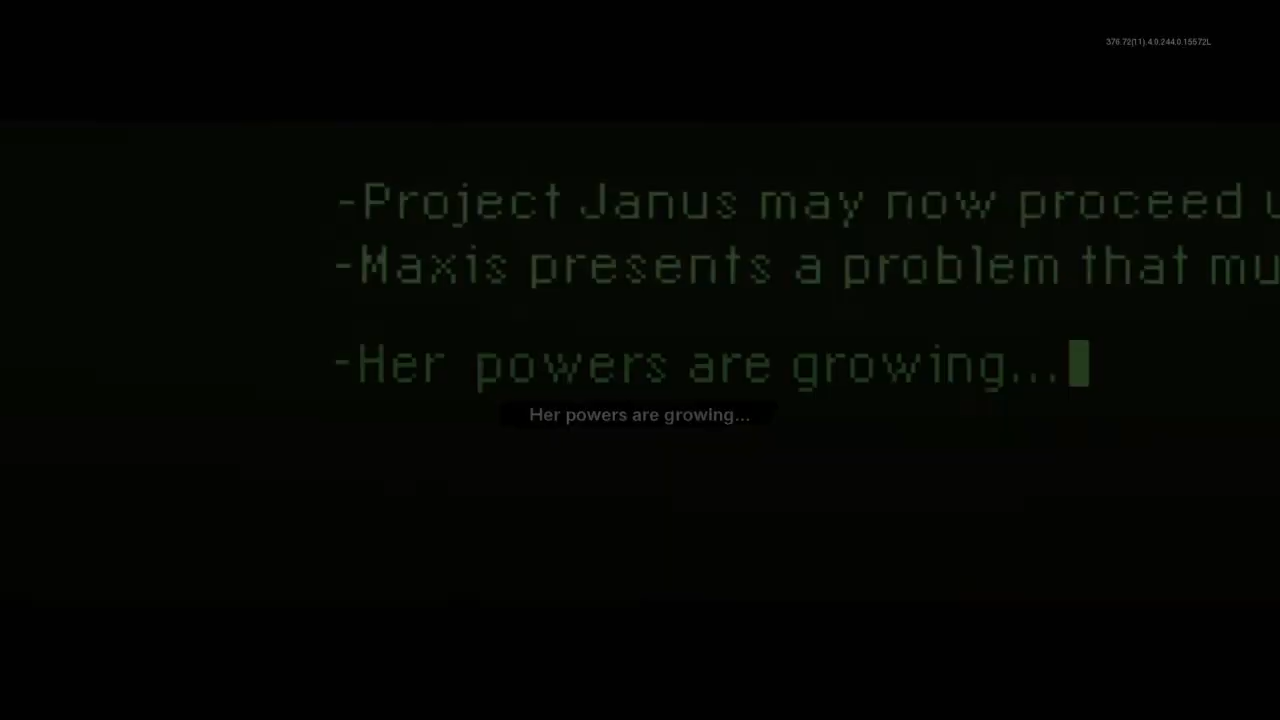 376.72(11).4.0.244.0.15572L
-Project Janus may now proceed
-Maxis presents a problem that
-Her powers are growing...
Her powers are growing...